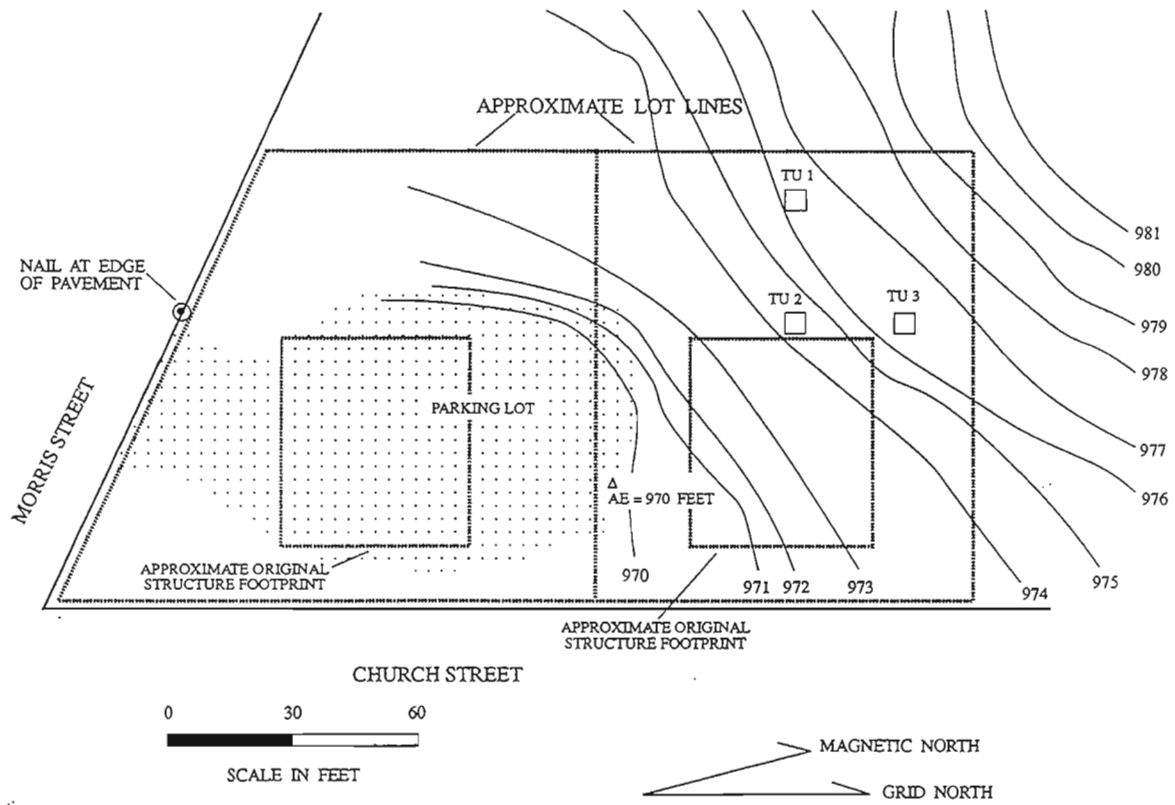 APPROXIMATE LOT LINES
TU 1
981
980
NAIL AT EDGE
OF PAVEMENT
TU 2
TU 3
979
978
MORRIS STREET
PARKING LOT
977
976
AE = 970 FEET
APPROXIMATE ORIGINAL
STRUCTURE FOOTPRINT
970
971
972
973
974
975
APPROXIMATE ORIGINAL
STRUCTURE FOOTPRINT
CHURCH STREET
0
30
60
SCALE IN FEET
MAGNETIC NORTH
GRID NORTH